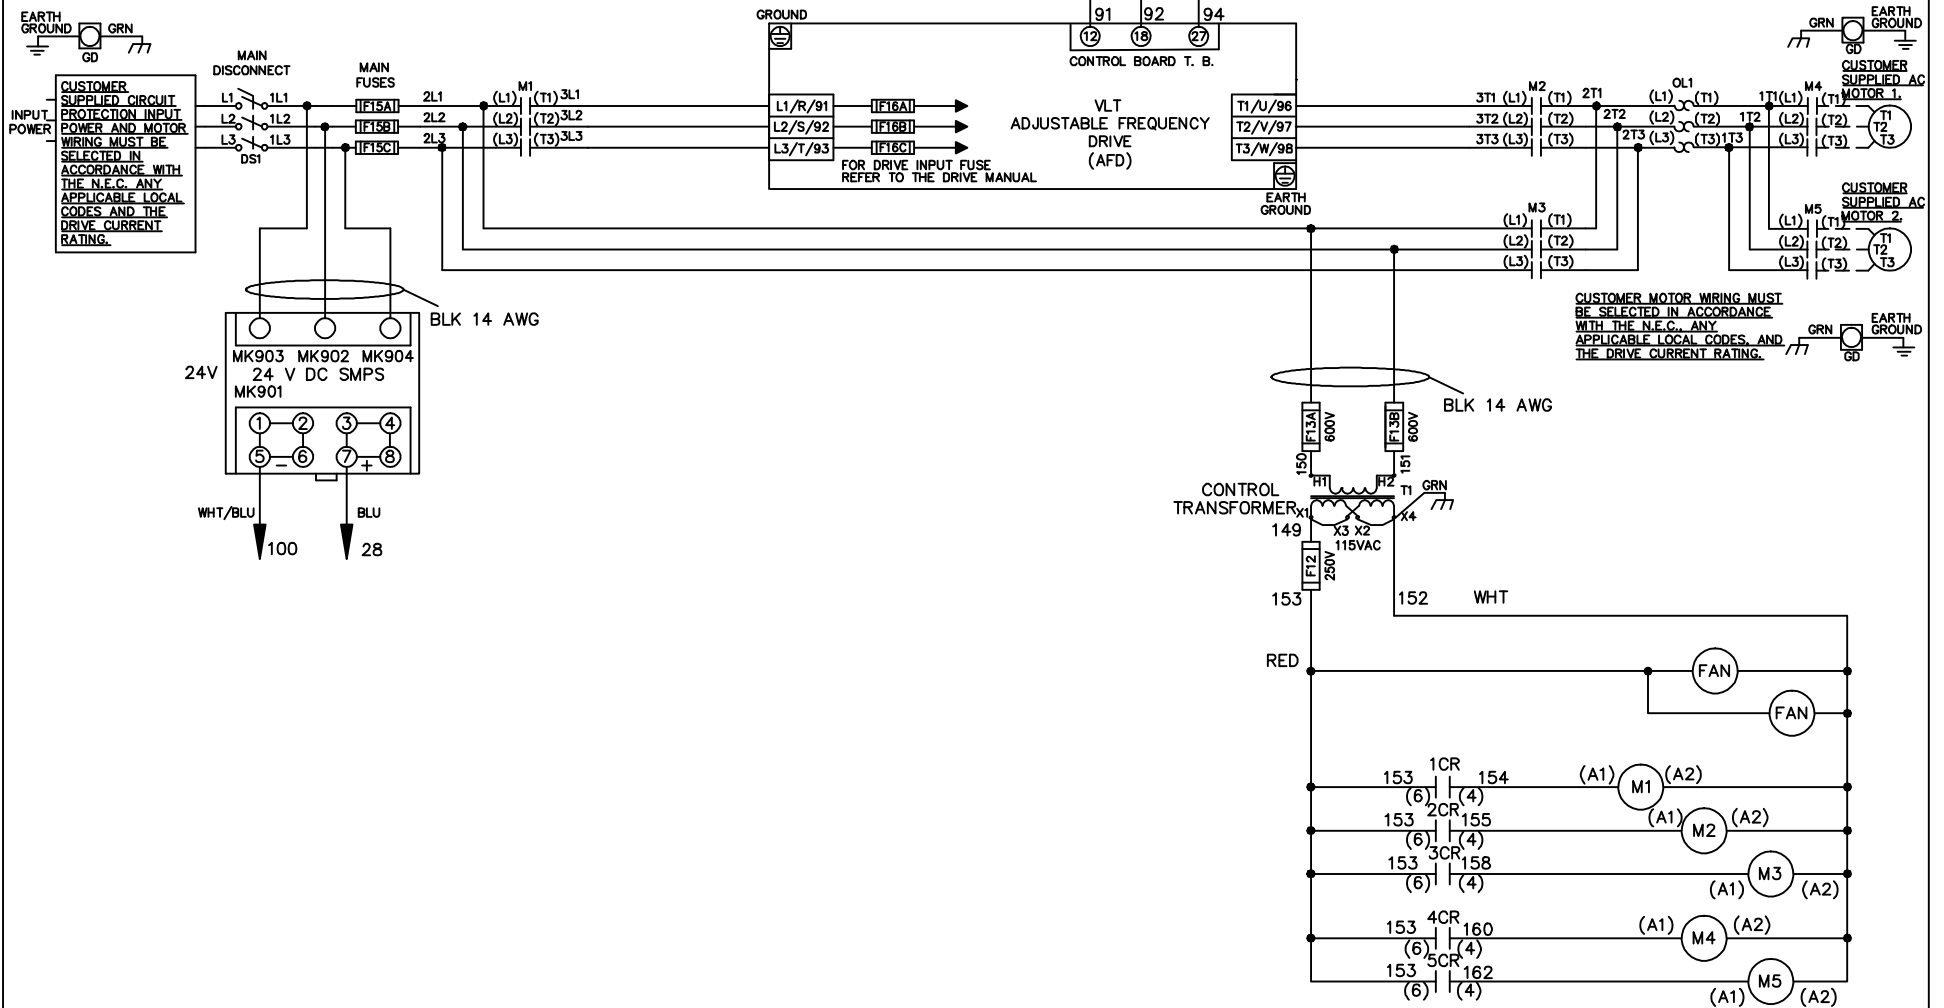 EARTH
GROUND
GRN
GD
MAIN
DISCONNECT
MAIN
FUSES
INPUT
POWER
CUSTOMER
SUPPLIED CIRCUIT
PROTECTION INPUT
POWER AND MOTOR
WIRING MUST BE
SELECTED IN
ACCORDANCE WITH
THE N.E.C. ANY
APPLICABLE LOCAL
CODES AND THE
DRIVE CURRENT
RATING.
L1 1L1 F15A 2L1 (L1) M1 (T1) 3L1
L2 1L2 F15B 2L2 (L2) (T2) 3L2
L3 1L3 F15C 2L3 (L3) (T3) 3L3
DS1
GROUND
91 92 94
12 18 27
CONTROL BOARD T. B.
L1/R/91 F16A
L2/S/92 F16B
L3/T/93 F16C
VLT
ADJUSTABLE FREQUENCY
DRIVE
(AFD)
FOR DRIVE INPUT FUSE
REFER TO THE DRIVE MANUAL
T1/U/96
T2/V/97
T3/W/98
EARTH
GROUND
M2
3T1 (L1) (T1) 2T1
3T2 (L2) (T2) 2T2
3T3 (L3) (T3) 2T3
OL1
(L1) (T1) 1T1
(L2) (T2) 1T2
(L3) (T3) 1T3
M4
(L1) (T1)
(L2) (T2)
(L3) (T3)
GRN
GD
EARTH
GROUND
CUSTOMER
SUPPLIED AC
MOTOR 1.
T1
T2
T3
M3
(L1) (T1)
(L2) (T2)
(L3) (T3)
M5
(L1) (T1)
(L2) (T2)
(L3) (T3)
CUSTOMER
SUPPLIED AC
MOTOR 2.
T1
T2
T3
CUSTOMER MOTOR WIRING MUST
BE SELECTED IN ACCORDANCE
WITH THE N.E.C., ANY
APPLICABLE LOCAL CODES, AND
THE DRIVE CURRENT RATING.
GRN
GD
EARTH
GROUND
BLK 14 AWG
MK903 MK902 MK904
24V
24 V DC SMPS
MK901
1 2 3 4
5 − 6 7 + 8
WHT/BLU
BLU
100
28
BLK 14 AWG
F13A 600V
F13B 600V
150
151
H1 H2
T1
GRN
CONTROL
TRANSFORMER
X1 X3 X2 X4
115VAC
149
F12 250V
153
152 WHT
RED
FAN
FAN
153 1CR 154 (A1) M1 (A2)
(6) (4)
153 2CR 155 (A1) M2 (A2)
(6) (4)
153 3CR 158 M3
(6) (4) (A1) (A2)
153 4CR 160 (A1) M4 (A2)
(6) (4)
153 5CR 162 M5
(6) (4) (A1) (A2)